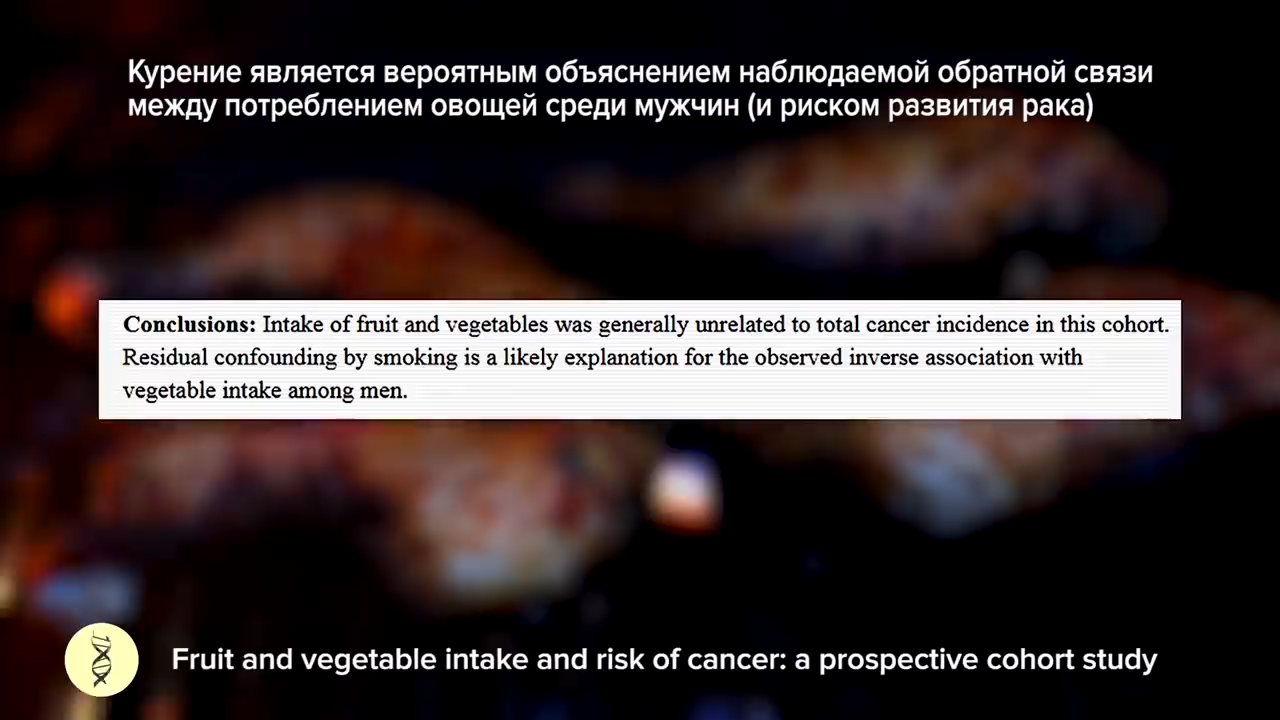 Курение является вероятным объяснением наблюдаемой обратной связи
между потреблением овощей среди мужчин (и риском развития рака)
Conclusions: Intake of fruit and vegetables was generally unrelated to total cancer incidence in this cohort.
Residual confounding by smoking is a likely explanation for the observed inverse association with
vegetable intake among men.
Fruit and vegetable intake and risk of cancer: a prospective cohort study